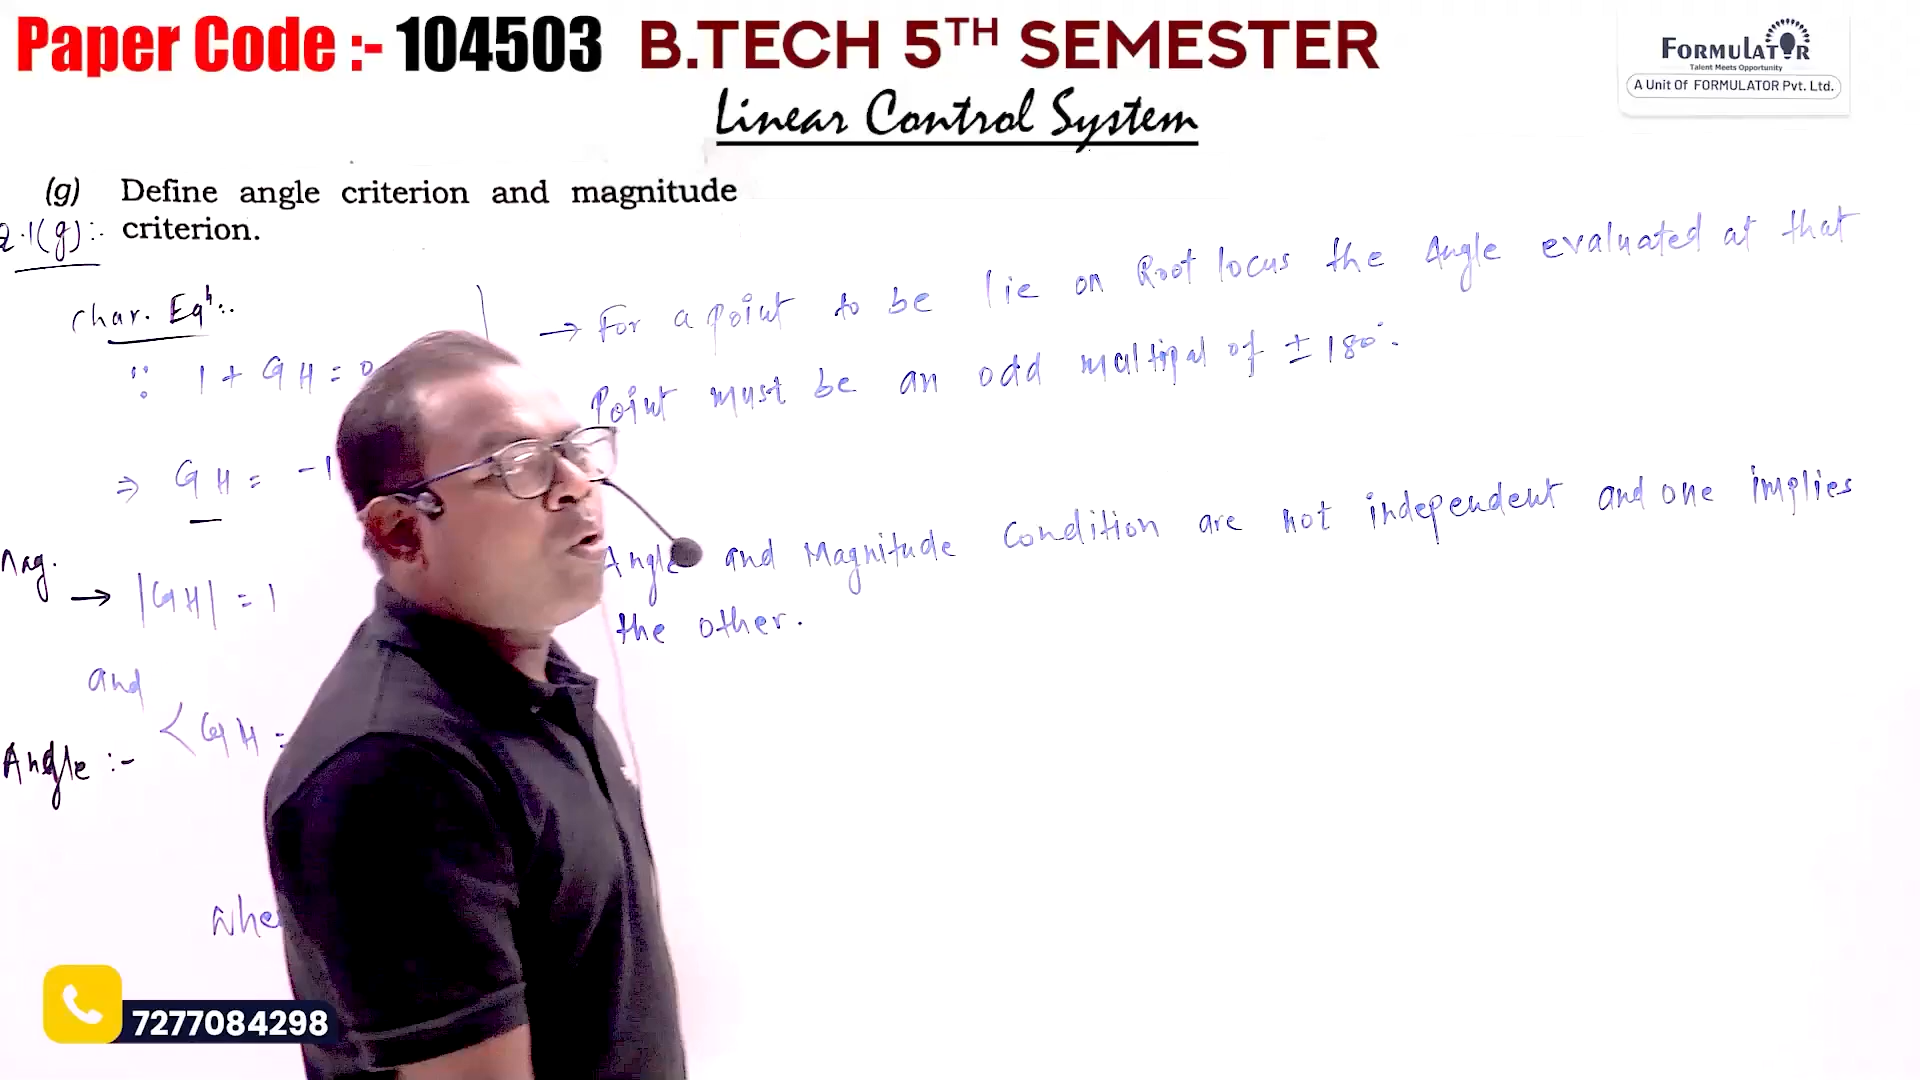 Paper Code :- 104503 B.TECH 5TH SEMESTER
Linear Control System
FORMULATOR
Talent Meets Opportunity
A Unit Of FORMULATOR Pvt. Ltd.
(g) Define angle criterion and magnitude
criterion.
Q.1(g):-
Char. Eqn:.
∵ 1 + GH = 0
⇒ GH = -1
Mag.
→ |GH| = 1
and
<GH =
Angle :-
Whe
→ For a point to be lie on Root locus the Angle evaluated at that
Point must be an odd multipal of ± 180°.
Angle and Magnitude Condition are not independent and one implies
the other.
7277084298